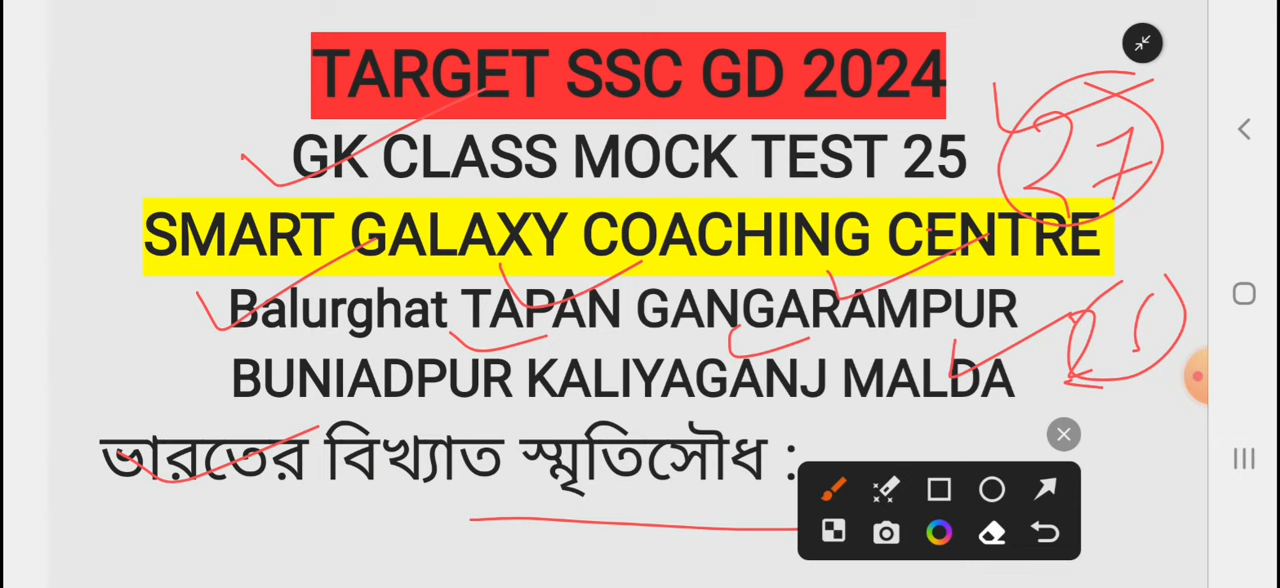 TARGET SSC GD 2024
GK CLASS MOCK TEST 25
27
SMART GALAXY COACHING CENTRE
Balurghat TAPAN GANGARAMPUR
BUNIADPUR KALIYAGANJ MALDA
ভারতের বিখ্যাত স্মৃতিসৌধ :